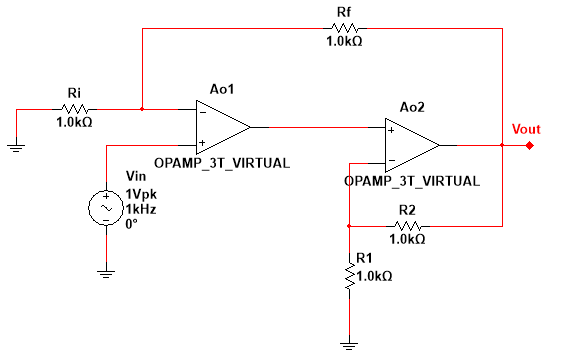 Rf
1.0kΩ
Ri
1.0kΩ
Ao1
−
+
OPAMP_3T_VIRTUAL
Ao2
+
−
OPAMP_3T_VIRTUAL
Vout
Vin
+
−
1Vpk
1kHz
0°
R2
1.0kΩ
R1
1.0kΩ